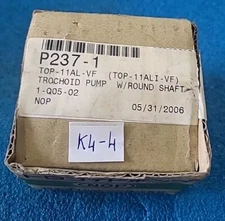 P237-1
TOP-11AL-VF (TOP-11ALI-VF)
TROCHOID PUMP W/ROUND SHAFT
1-Q05-02
NOP 05/31/2006
K4-4